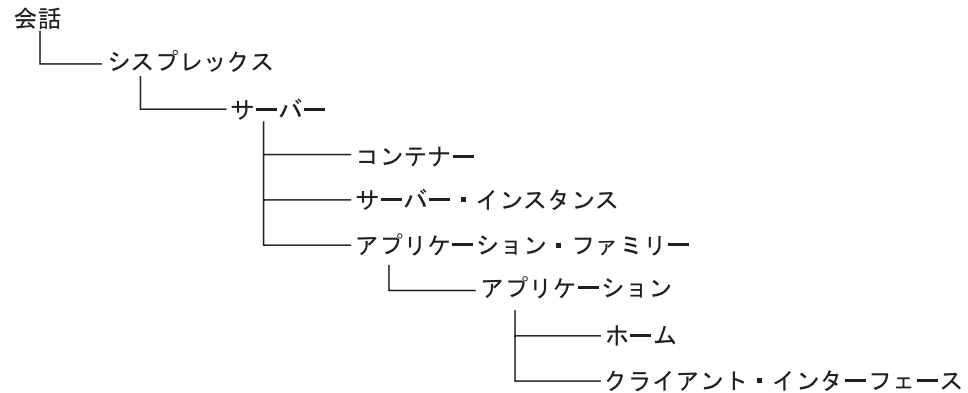 会話
シスプレックス
サーバー
コンテナー
サーバー・インスタンス
アプリケーション・ファミリー
アプリケーション
ホーム
クライアント・インターフェース